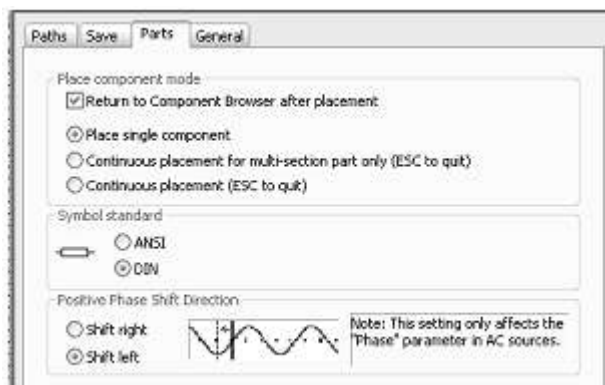 Paths Save Parts General
Place component mode
Return to Component Browser after placement
Place single component
Continuous placement for multi-section part only (ESC to quit)
Continuous placement (ESC to quit)
Symbol standard
ANSI
DIN
Positive Phase Shift Direction
Shift right
Shift left
Note: This setting only affects the
"Phase" parameter in AC sources.